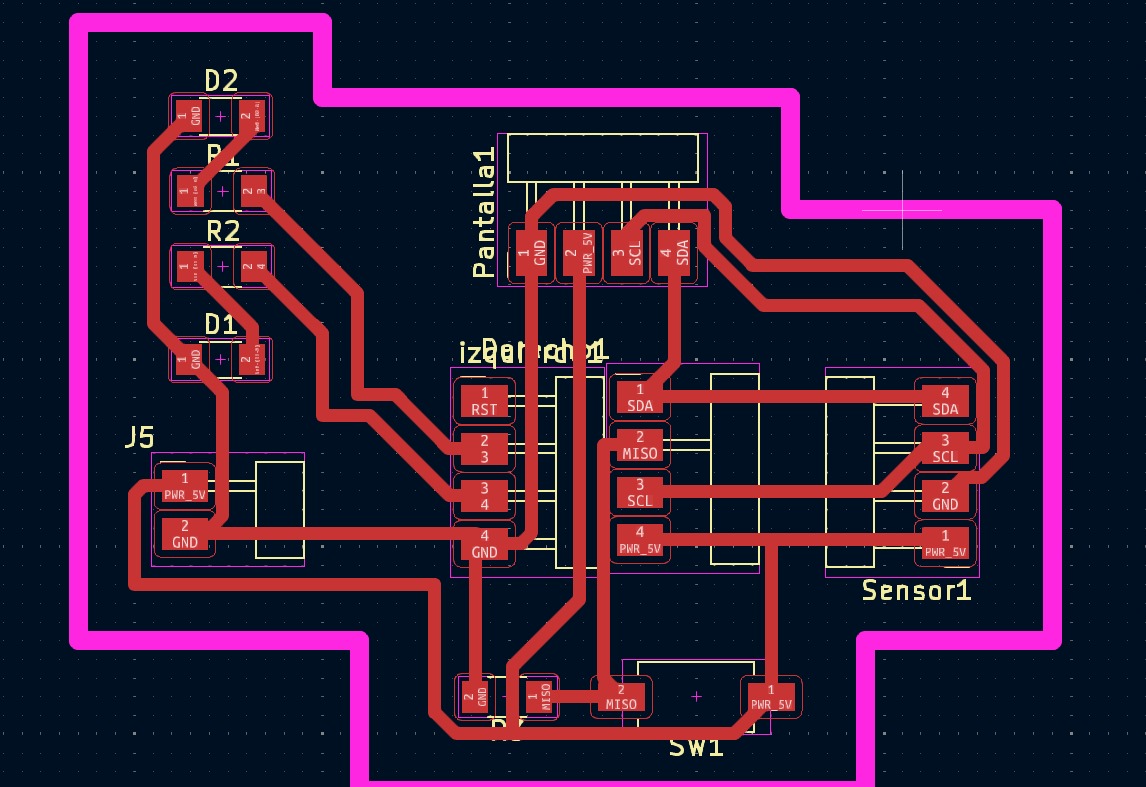 D2
1 GND
2
R1
1
2 3
R2
1
2 4
D1
1 GND
2
J5
1 PWR_5V
2 GND
Pantalla1
1 GND
2 PWR_5V
3 SCL
4 SDA
Derecho1
1 RST
2 3
3 4
4 GND
1 SDA
2 MISO
3 SCL
4 PWR_5V
4 SDA
3 SCL
2 GND
1 PWR_5V
Sensor1
2 GND
1 MISO
2 MISO
1 PWR_5V
SW1